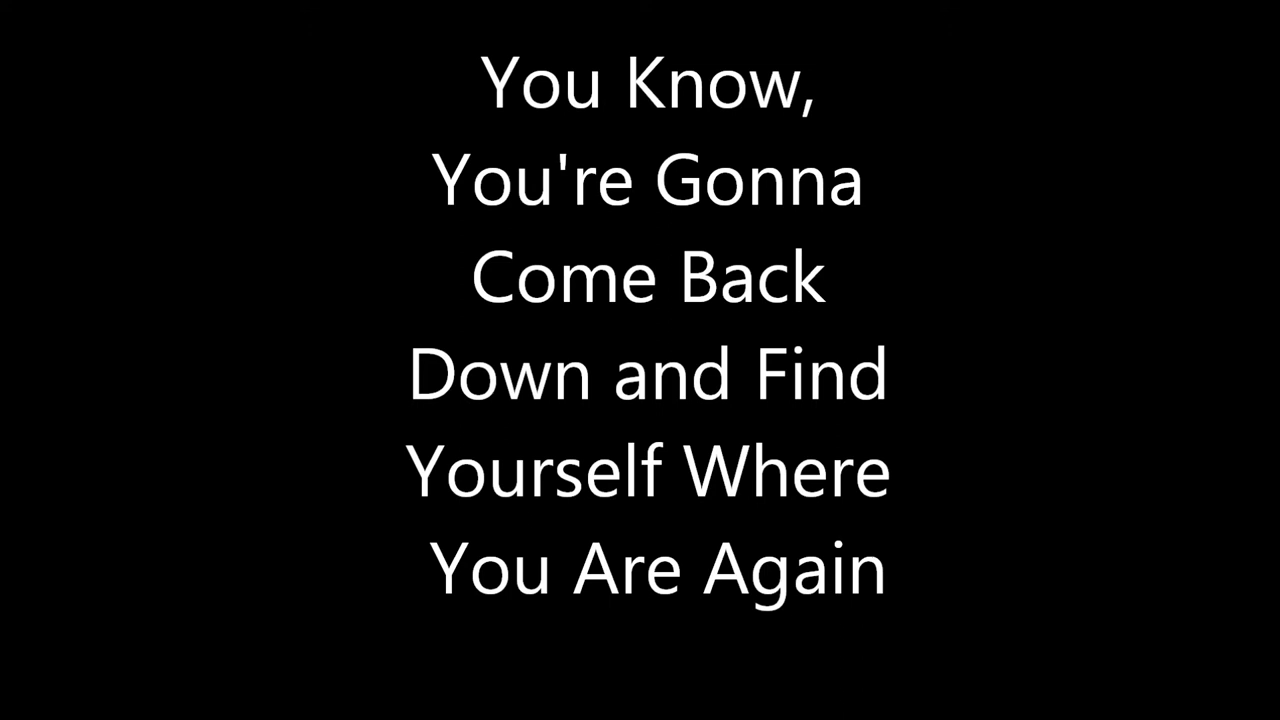 You Know,
You're Gonna
Come Back
Down and Find
Yourself Where
You Are Again